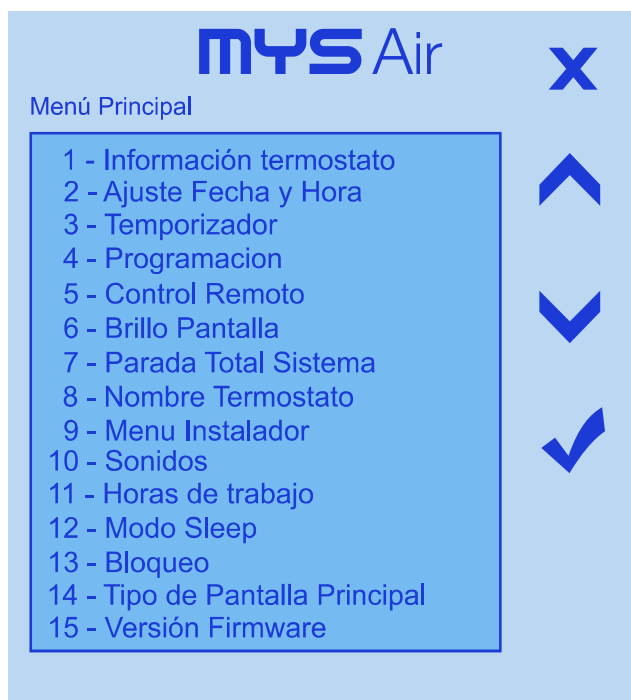 MYS Air
X
Menú Principal
1 - Información termostato
2 - Ajuste Fecha y Hora
3 - Temporizador
4 - Programacion
5 - Control Remoto
6 - Brillo Pantalla
7 - Parada Total Sistema
8 - Nombre Termostato
9 - Menu Instalador
10 - Sonidos
11 - Horas de trabajo
12 - Modo Sleep
13 - Bloqueo
14 - Tipo de Pantalla Principal
15 - Versión Firmware